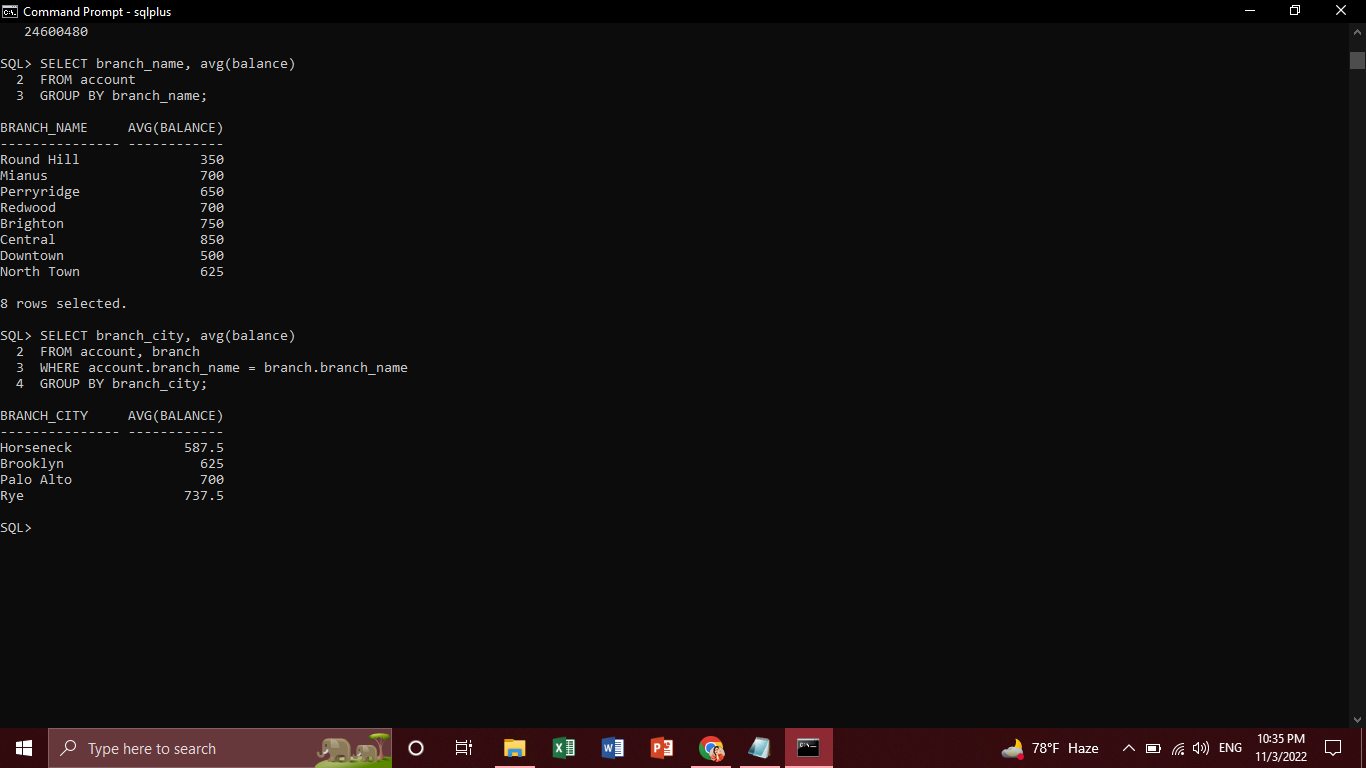 Command Prompt - sqlplus
   24600480

SQL> SELECT branch_name, avg(balance)
  2  FROM account
  3  GROUP BY branch_name;

BRANCH_NAME     AVG(BALANCE)
--------------- ------------
Round Hill               350
Mianus                   700
Perryridge               650
Redwood                  700
Brighton                 750
Central                  850
Downtown                 500
North Town               625

8 rows selected.

SQL> SELECT branch_city, avg(balance)
  2  FROM account, branch
  3  WHERE account.branch_name = branch.branch_name
  4  GROUP BY branch_city;

BRANCH_CITY     AVG(BALANCE)
--------------- ------------
Horseneck              587.5
Brooklyn                 625
Palo Alto                700
Rye                    737.5

SQL>
Type here to search
78°F Haze
ENG
10:35 PM
11/3/2022